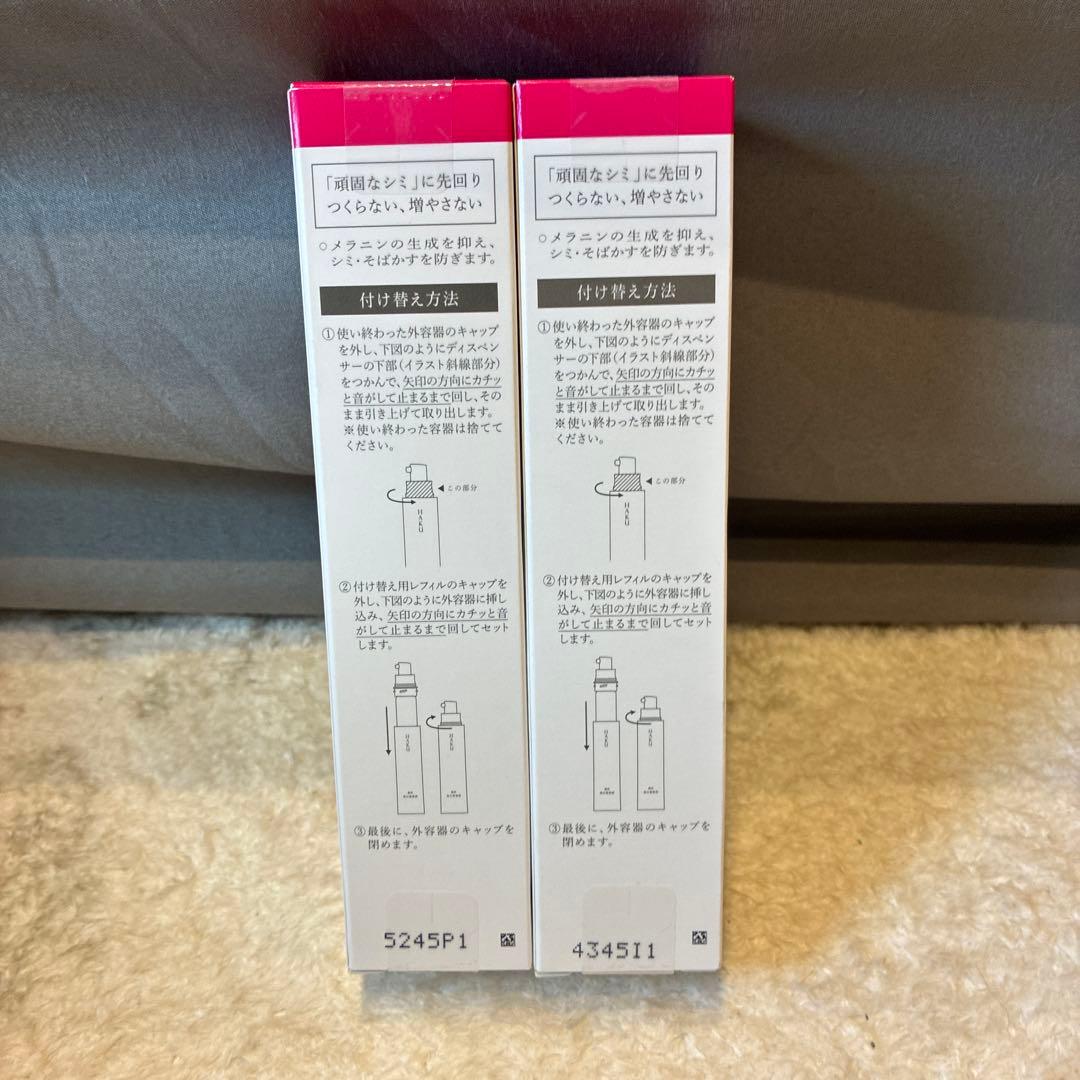 「頑固なシミ」に先回り
つくらない、増やさない
○メラニンの生成を抑え、
シミ・そばかすを防ぎます。
付け替え方法
①使い終わった外容器のキャップ
を外し、下図のようにディスペン
サーの下部（イラスト斜線部分）
をつかんで、矢印の方向にカチッ
と音がして止まるまで回し、その
まま引き上げて取り出します。
※使い終わった容器は捨てて
ください。
この部分
HAKU
②付け替え用レフィルのキャップを
外し、下図のように外容器に挿し
込み、矢印の方向にカチッと音
がして止まるまで回してセット
します。
HAKU
HAKU
③最後に、外容器のキャップを
閉めます。
5245P1
「頑固なシミ」に先回り
つくらない、増やさない
○メラニンの生成を抑え、
シミ・そばかすを防ぎます。
付け替え方法
①使い終わった外容器のキャップ
を外し、下図のようにディスペン
サーの下部（イラスト斜線部分）
をつかんで、矢印の方向にカチッ
と音がして止まるまで回し、その
まま引き上げて取り出します。
※使い終わった容器は捨てて
ください。
この部分
HAKU
②付け替え用レフィルのキャップを
外し、下図のように外容器に挿し
込み、矢印の方向にカチッと音
がして止まるまで回してセット
します。
HAKU
HAKU
③最後に、外容器のキャップを
閉めます。
4345I1